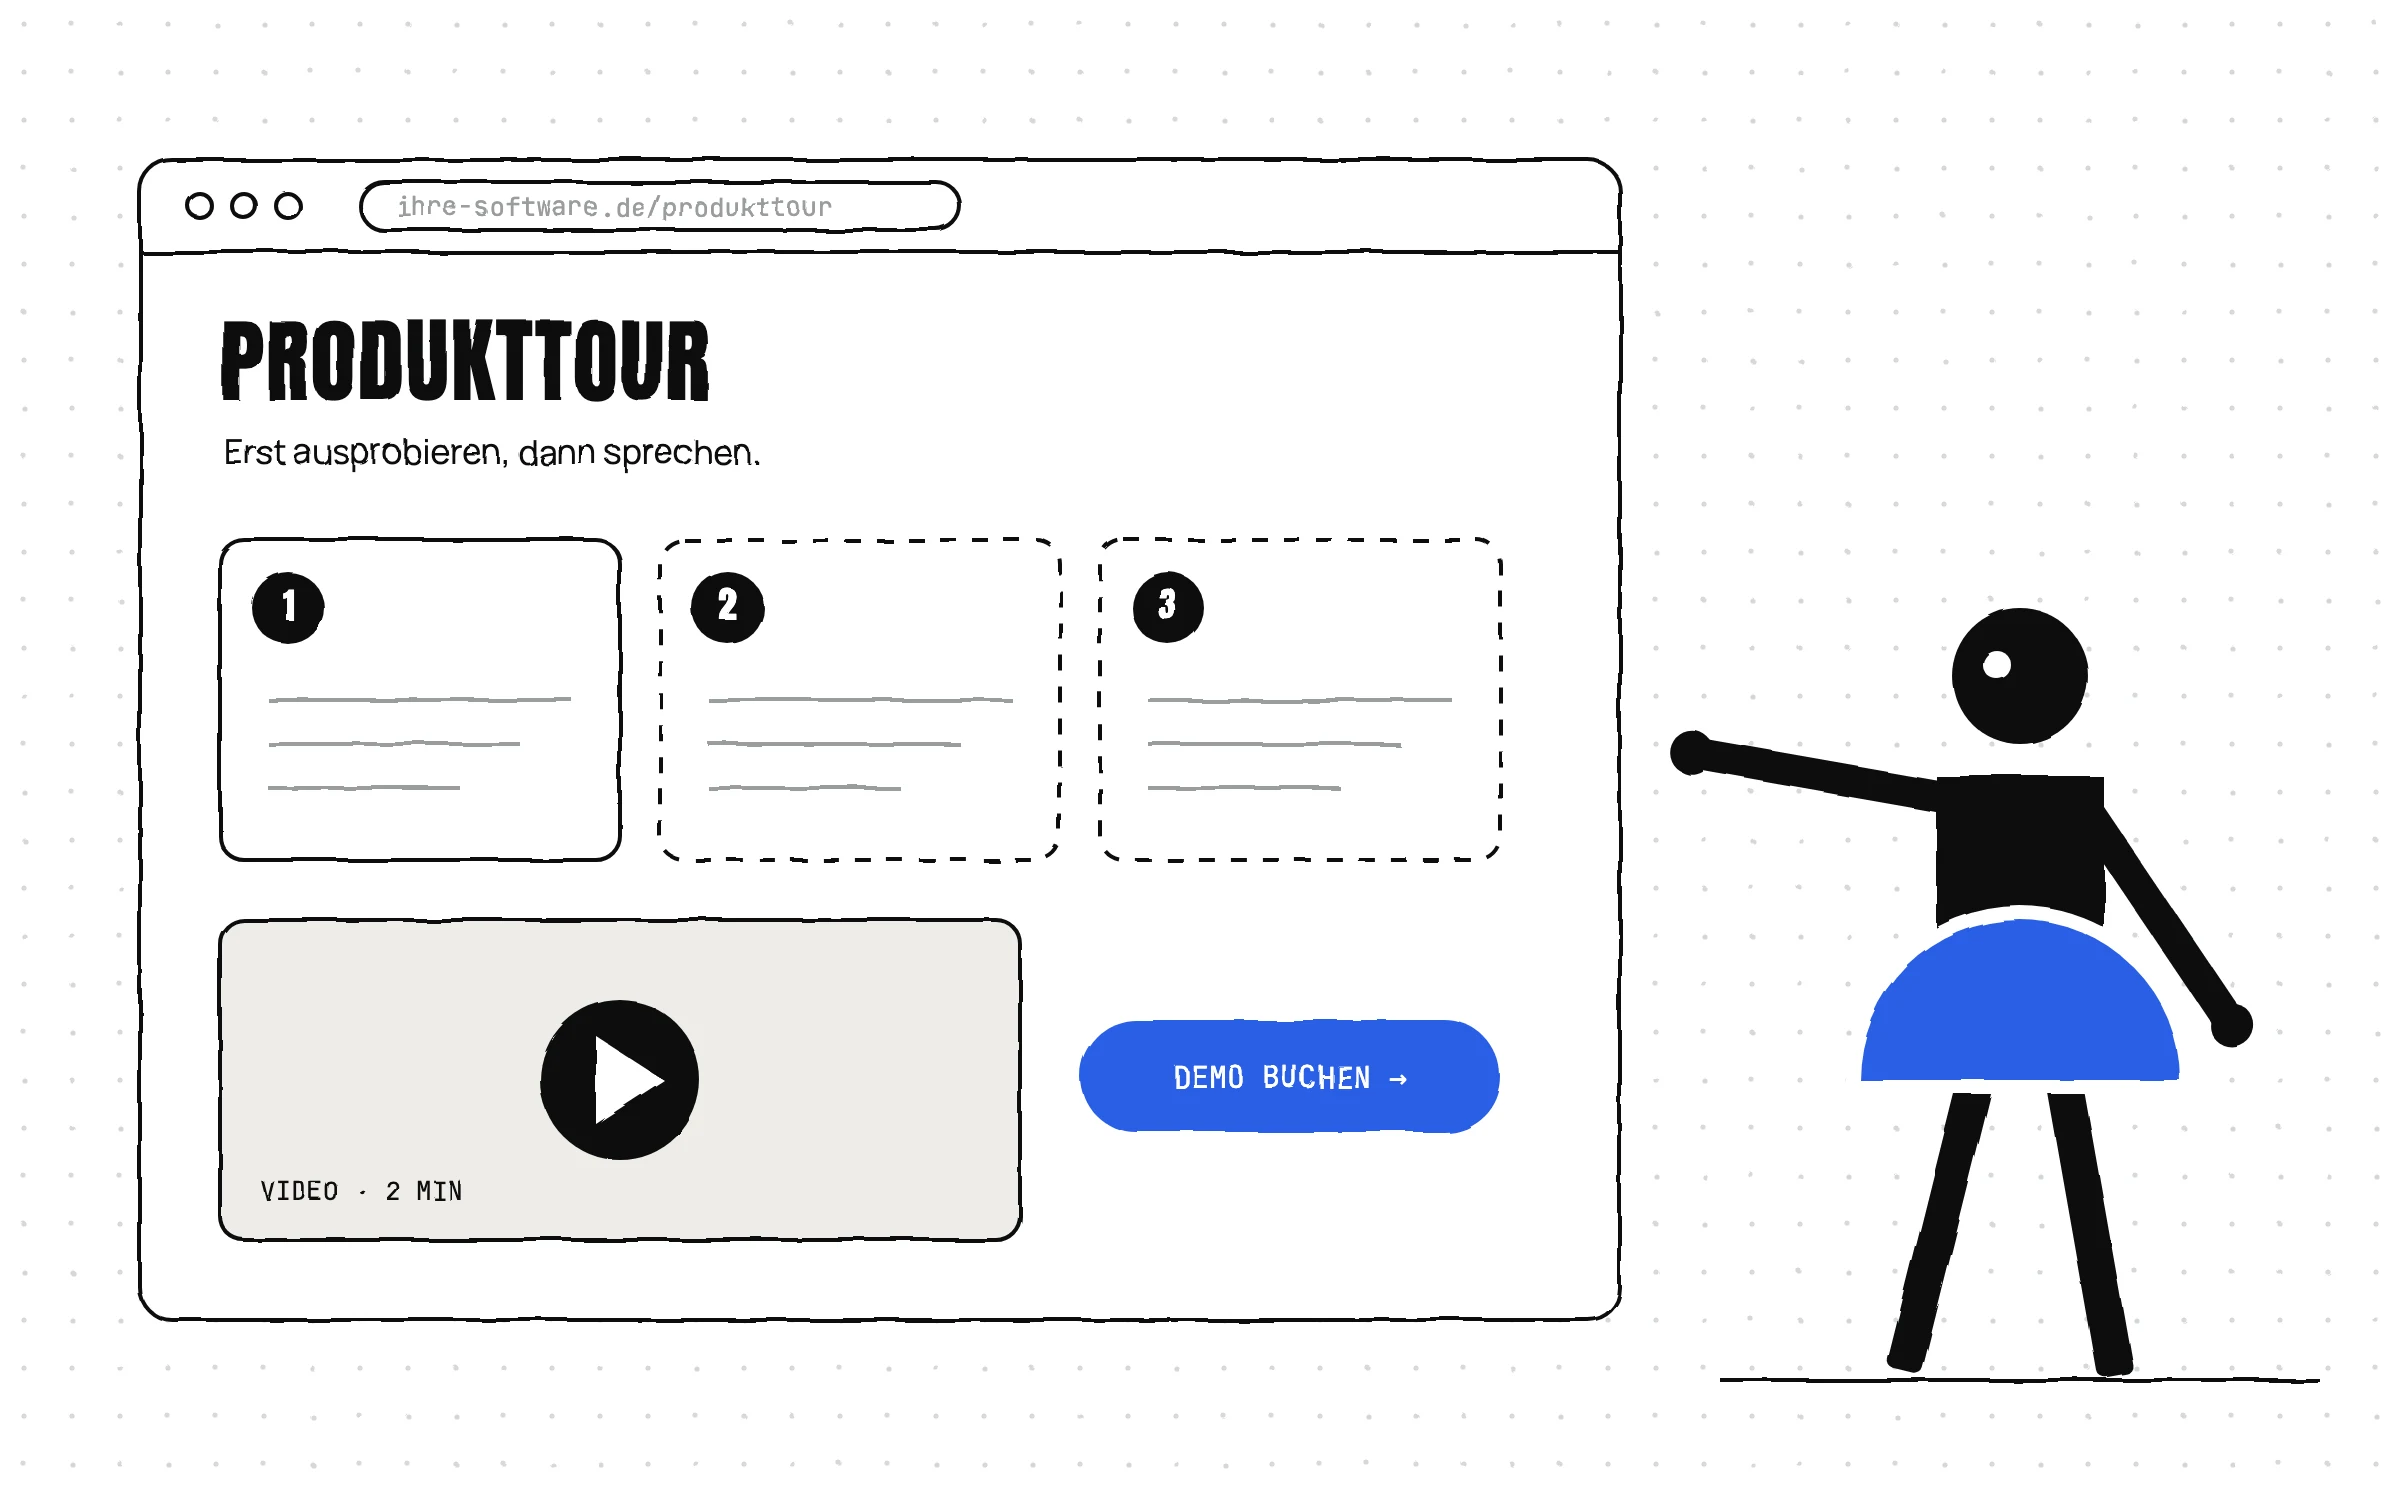 ihre-software.de/produkttour
PRODUKTTOUR
Erst ausprobieren, dann sprechen.
1
2
3
DEMO BUCHEN →
VIDEO · 2 MIN